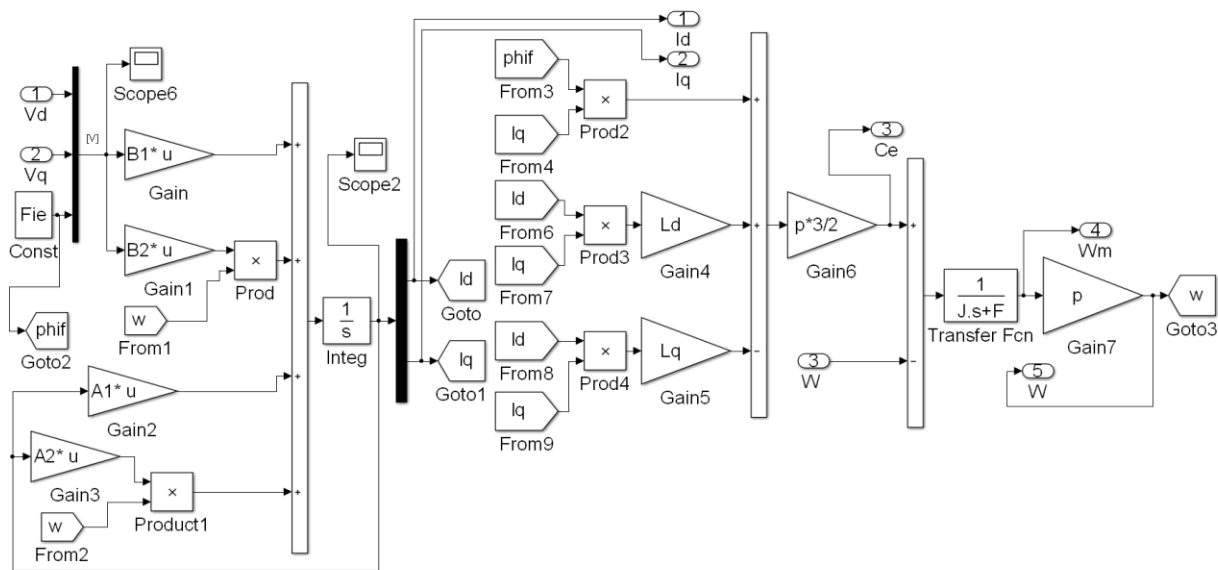 1
Vd
2
Vq
Fie
Const
phif
Goto2
[V]
Scope6
B1* u
Gain
B2* u
Gain1
×
Prod
w
From1
A1* u
Gain2
A2* u
Gain3
×
Product1
w
From2
+
+
+
+
1
s
Integ
Scope2
Id
Goto
Iq
Goto1
1
Id
2
Iq
phif
From3
Iq
From4
×
Prod2
Id
From6
Iq
From7
×
Prod3
Ld
Gain4
Id
From8
Iq
From9
×
Prod4
Lq
Gain5
+
+
−
p*3/2
Gain6
3
Ce
3
W
+
−
1
J.s+F
Transfer Fcn
4
Wm
p
Gain7
w
Goto3
5
W